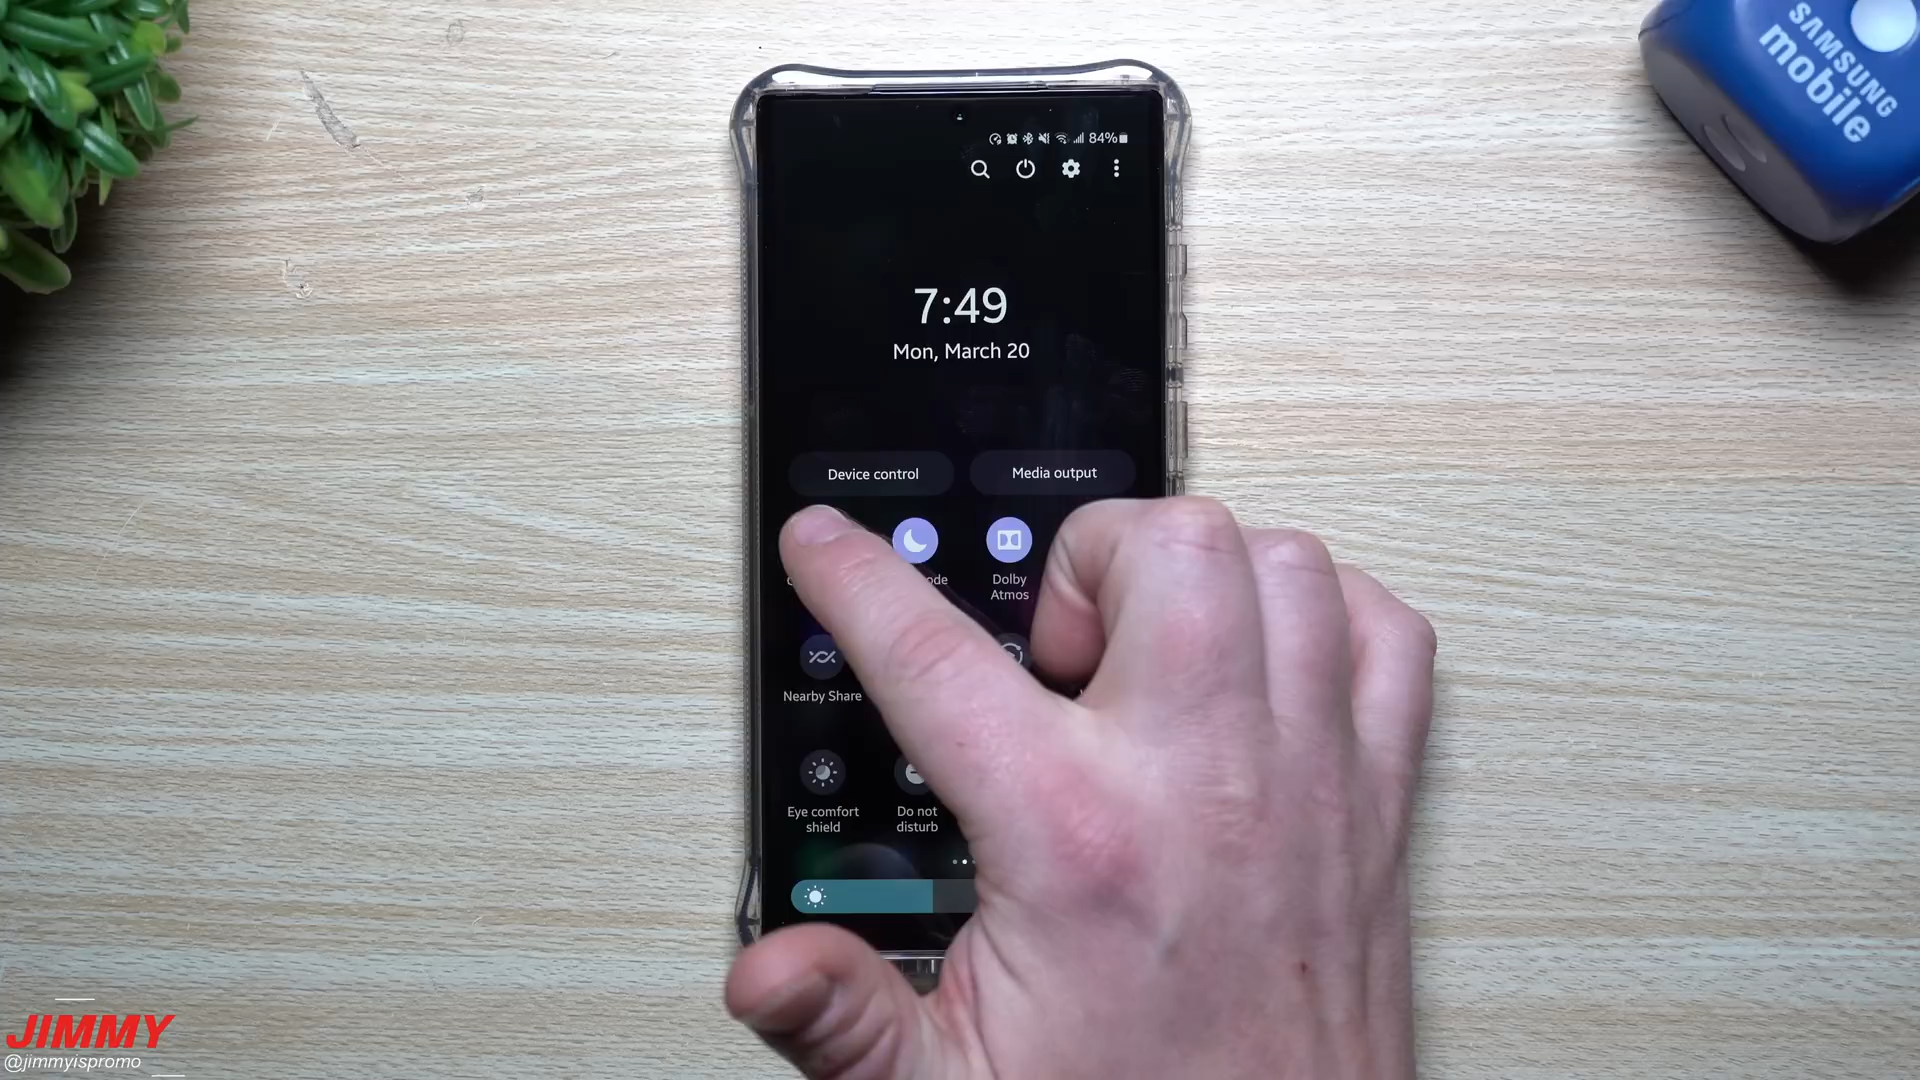 SAMSUNG
mobile
84%
7:49
Mon, March 20
Device control
Media output
Dolby
Atmos
Nearby Share
Eye comfort
shield
Do not
disturb
JIMMY
@jimmyispromo